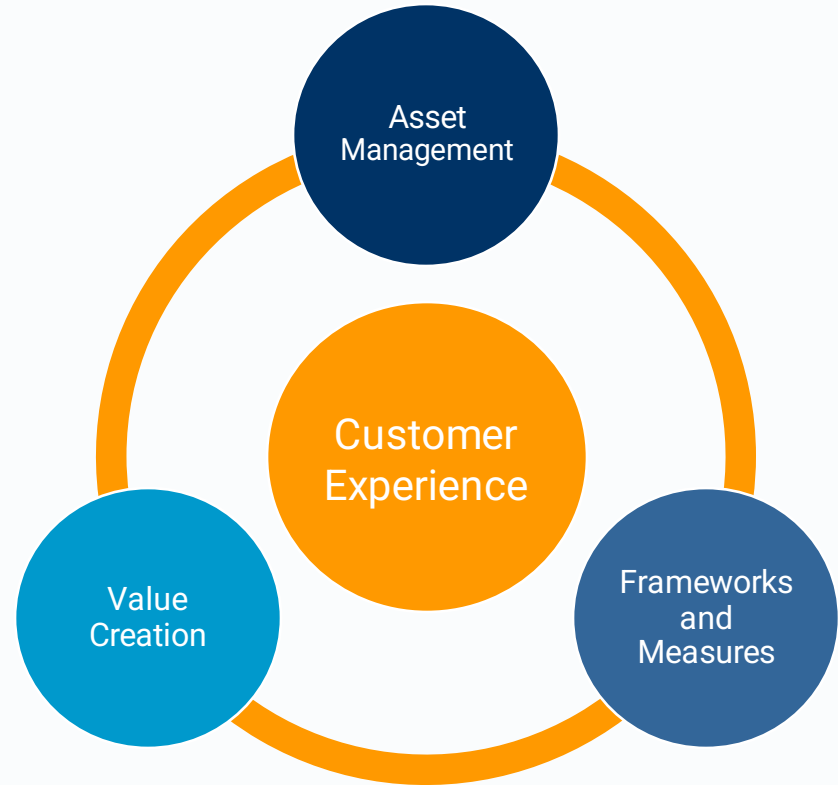 Asset
Management
Customer
Experience
Value
Creation
Frameworks
and
Measures